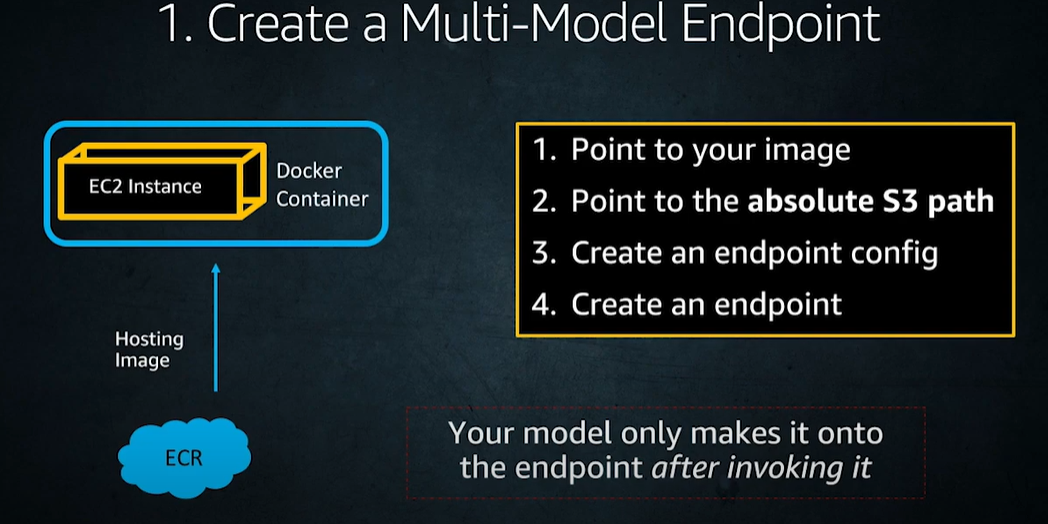 1. Create a Multi-Model Endpoint
EC2 Instance
Docker
Container
Hosting
Image
ECR
1. Point to your image
2. Point to the absolute S3 path
3. Create an endpoint config
4. Create an endpoint
Your model only makes it onto
the endpoint after invoking it